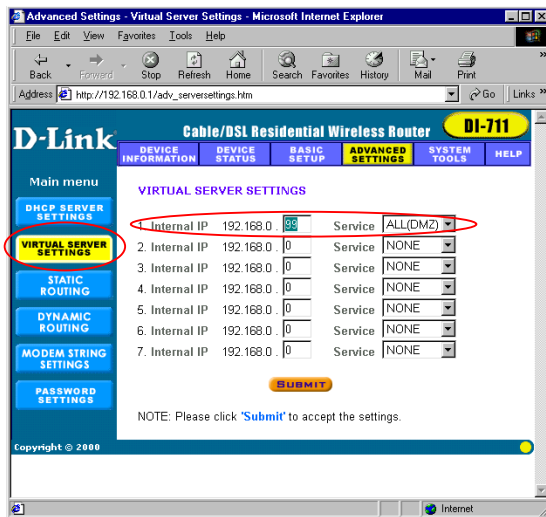 Advanced Settings - Virtual Server Settings - Microsoft Internet Explorer
File Edit View Favorites Tools Help
Back Forward Stop Refresh Home Search Favorites History Mail Print »
Address http://192.168.0.1/adv_serversettings.htm Go Links »
D-Link Cable/DSL Residential Wireless Router DI-711
DEVICE INFORMATION DEVICE STATUS BASIC SETUP ADVANCED SETTINGS SYSTEM TOOLS HELP
Main menu
DHCP SERVER SETTINGS
VIRTUAL SERVER SETTINGS
STATIC ROUTING
DYNAMIC ROUTING
MODEM STRING SETTINGS
PASSWORD SETTINGS
VIRTUAL SERVER SETTINGS
1. Internal IP 192.168.0 . 99 Service ALL(DMZ)
2. Internal IP 192.168.0 . 0 Service NONE
3. Internal IP 192.168.0 . 0 Service NONE
4. Internal IP 192.168.0 . 0 Service NONE
5. Internal IP 192.168.0 . 0 Service NONE
6. Internal IP 192.168.0 . 0 Service NONE
7. Internal IP 192.168.0 . 0 Service NONE
SUBMIT
NOTE: Please click 'Submit' to accept the settings.
Copyright © 2000
Internet